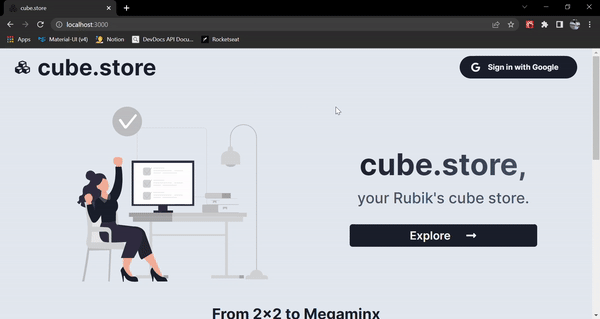 cube.store
localhost:3000
Apps
Material-UI (v4)
Notion
DevDocs API Docu...
Rocketseat
cube.store
Sign in with Google
cube.store,
your Rubik's cube store.
Explore →
From 2×2 to Megaminx